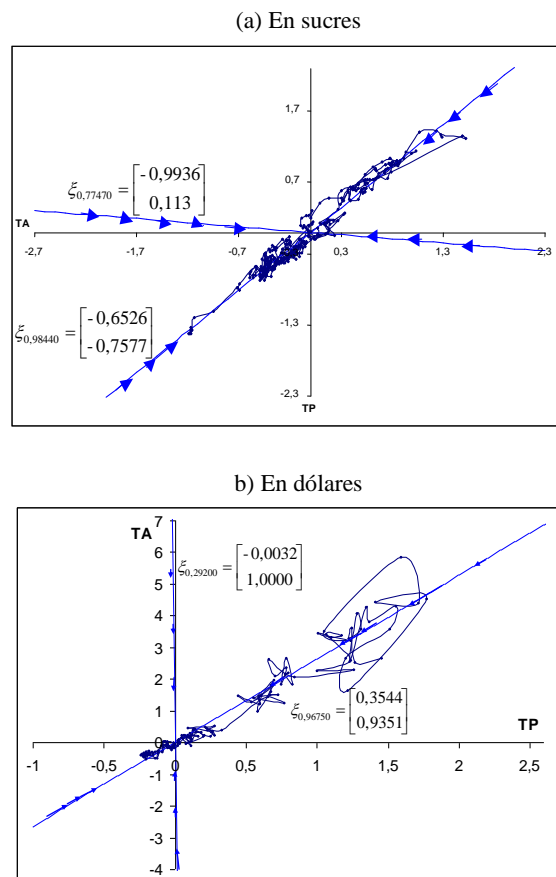 (a) En sucres
1,7
0,7
ξ0,77470 = [-0,9936 0,113]
TA
-2,7 -1,7 -0,7 0,3 1,3 2,3
ξ0,98440 = [-0,6526 -0,7577]
-1,3
-2,3
TP
b) En dólares
TA
7
6
5
ξ0,29200 = [-0,0032 1,0000]
4
3
2
1
ξ0,96750 = [0,3544 0,9351]
TP
0
-1 0 0,5 1 1,5 2 2,5
-1
-2
-3
-4